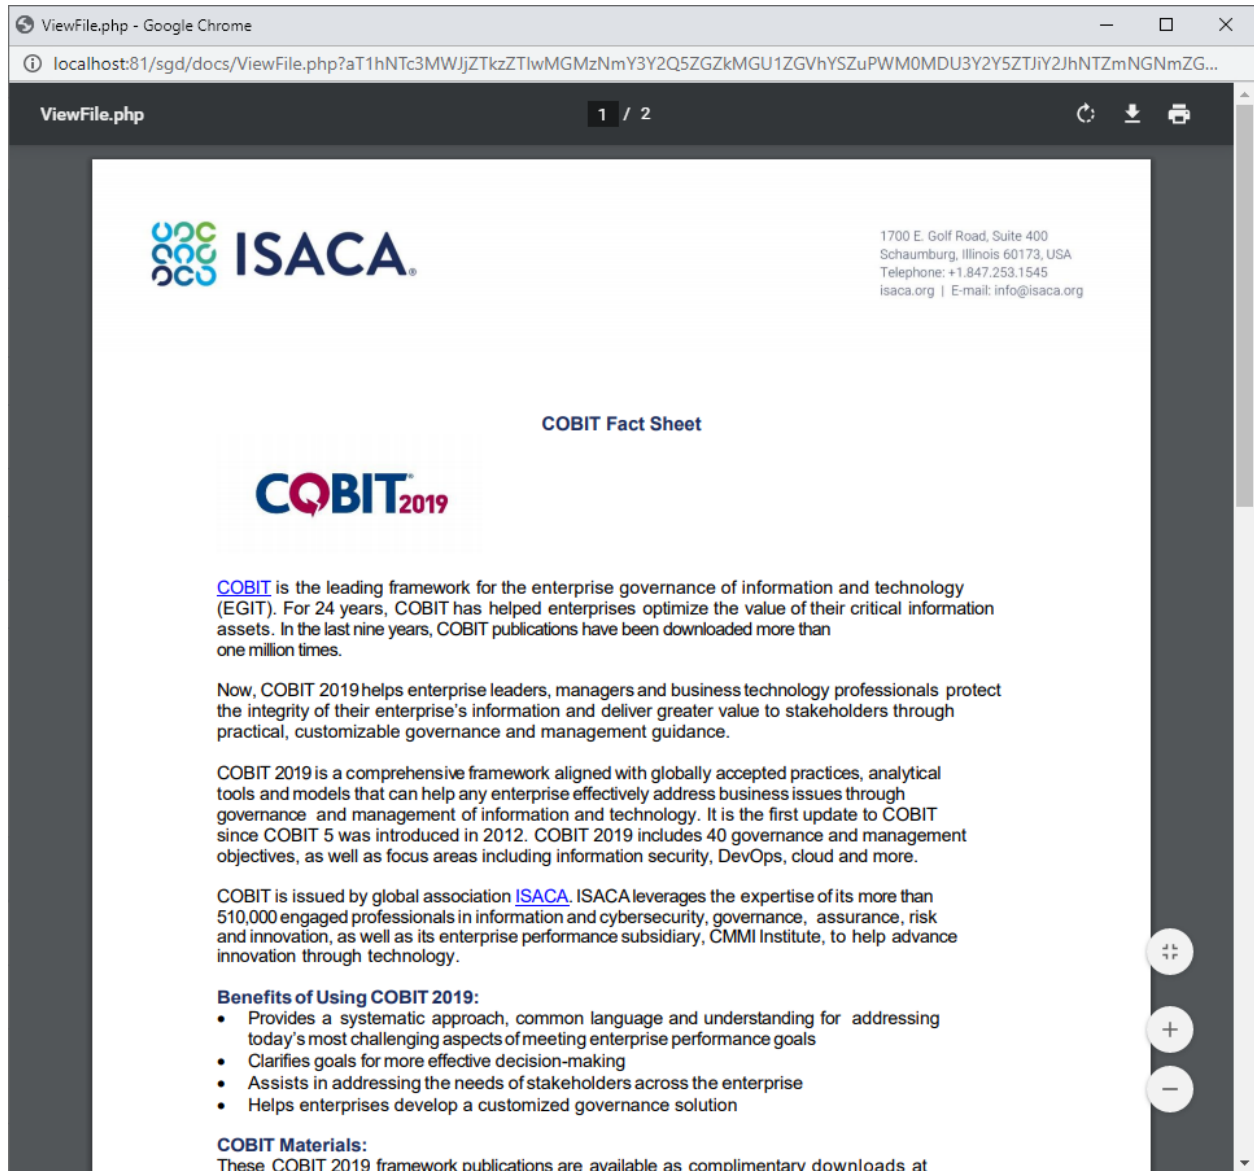 ViewFile.php - Google Chrome
localhost:81/sgd/docs/ViewFile.php?aT1hNTc3MWJjZTkzZTIwMGMzNmY3Y2Q5ZGZkMGU1ZGVhYSZuPWM0MDU3Y2Y5ZTJiY2JhNTZmNGNmZG...
ViewFile.php
1 / 2
ISACA®
1700 E. Golf Road, Suite 400
Schaumburg, Illinois 60173, USA
Telephone: +1.847.253.1545
isaca.org | E-mail: info@isaca.org
COBIT Fact Sheet
COBIT® 2019
COBIT is the leading framework for the enterprise governance of information and technology
(EGIT). For 24 years, COBIT has helped enterprises optimize the value of their critical information
assets. In the last nine years, COBIT publications have been downloaded more than
one million times.
Now, COBIT 2019 helps enterprise leaders, managers and business technology professionals protect
the integrity of their enterprise's information and deliver greater value to stakeholders through
practical, customizable governance and management guidance.
COBIT 2019 is a comprehensive framework aligned with globally accepted practices, analytical
tools and models that can help any enterprise effectively address business issues through
governance and management of information and technology. It is the first update to COBIT
since COBIT 5 was introduced in 2012. COBIT 2019 includes 40 governance and management
objectives, as well as focus areas including information security, DevOps, cloud and more.
COBIT is issued by global association ISACA. ISACA leverages the expertise of its more than
510,000 engaged professionals in information and cybersecurity, governance, assurance, risk
and innovation, as well as its enterprise performance subsidiary, CMMI Institute, to help advance
innovation through technology.
Benefits of Using COBIT 2019:
• Provides a systematic approach, common language and understanding for addressing
today's most challenging aspects of meeting enterprise performance goals
• Clarifies goals for more effective decision-making
• Assists in addressing the needs of stakeholders across the enterprise
• Helps enterprises develop a customized governance solution
COBIT Materials:
These COBIT 2019 framework publications are available as complimentary downloads at